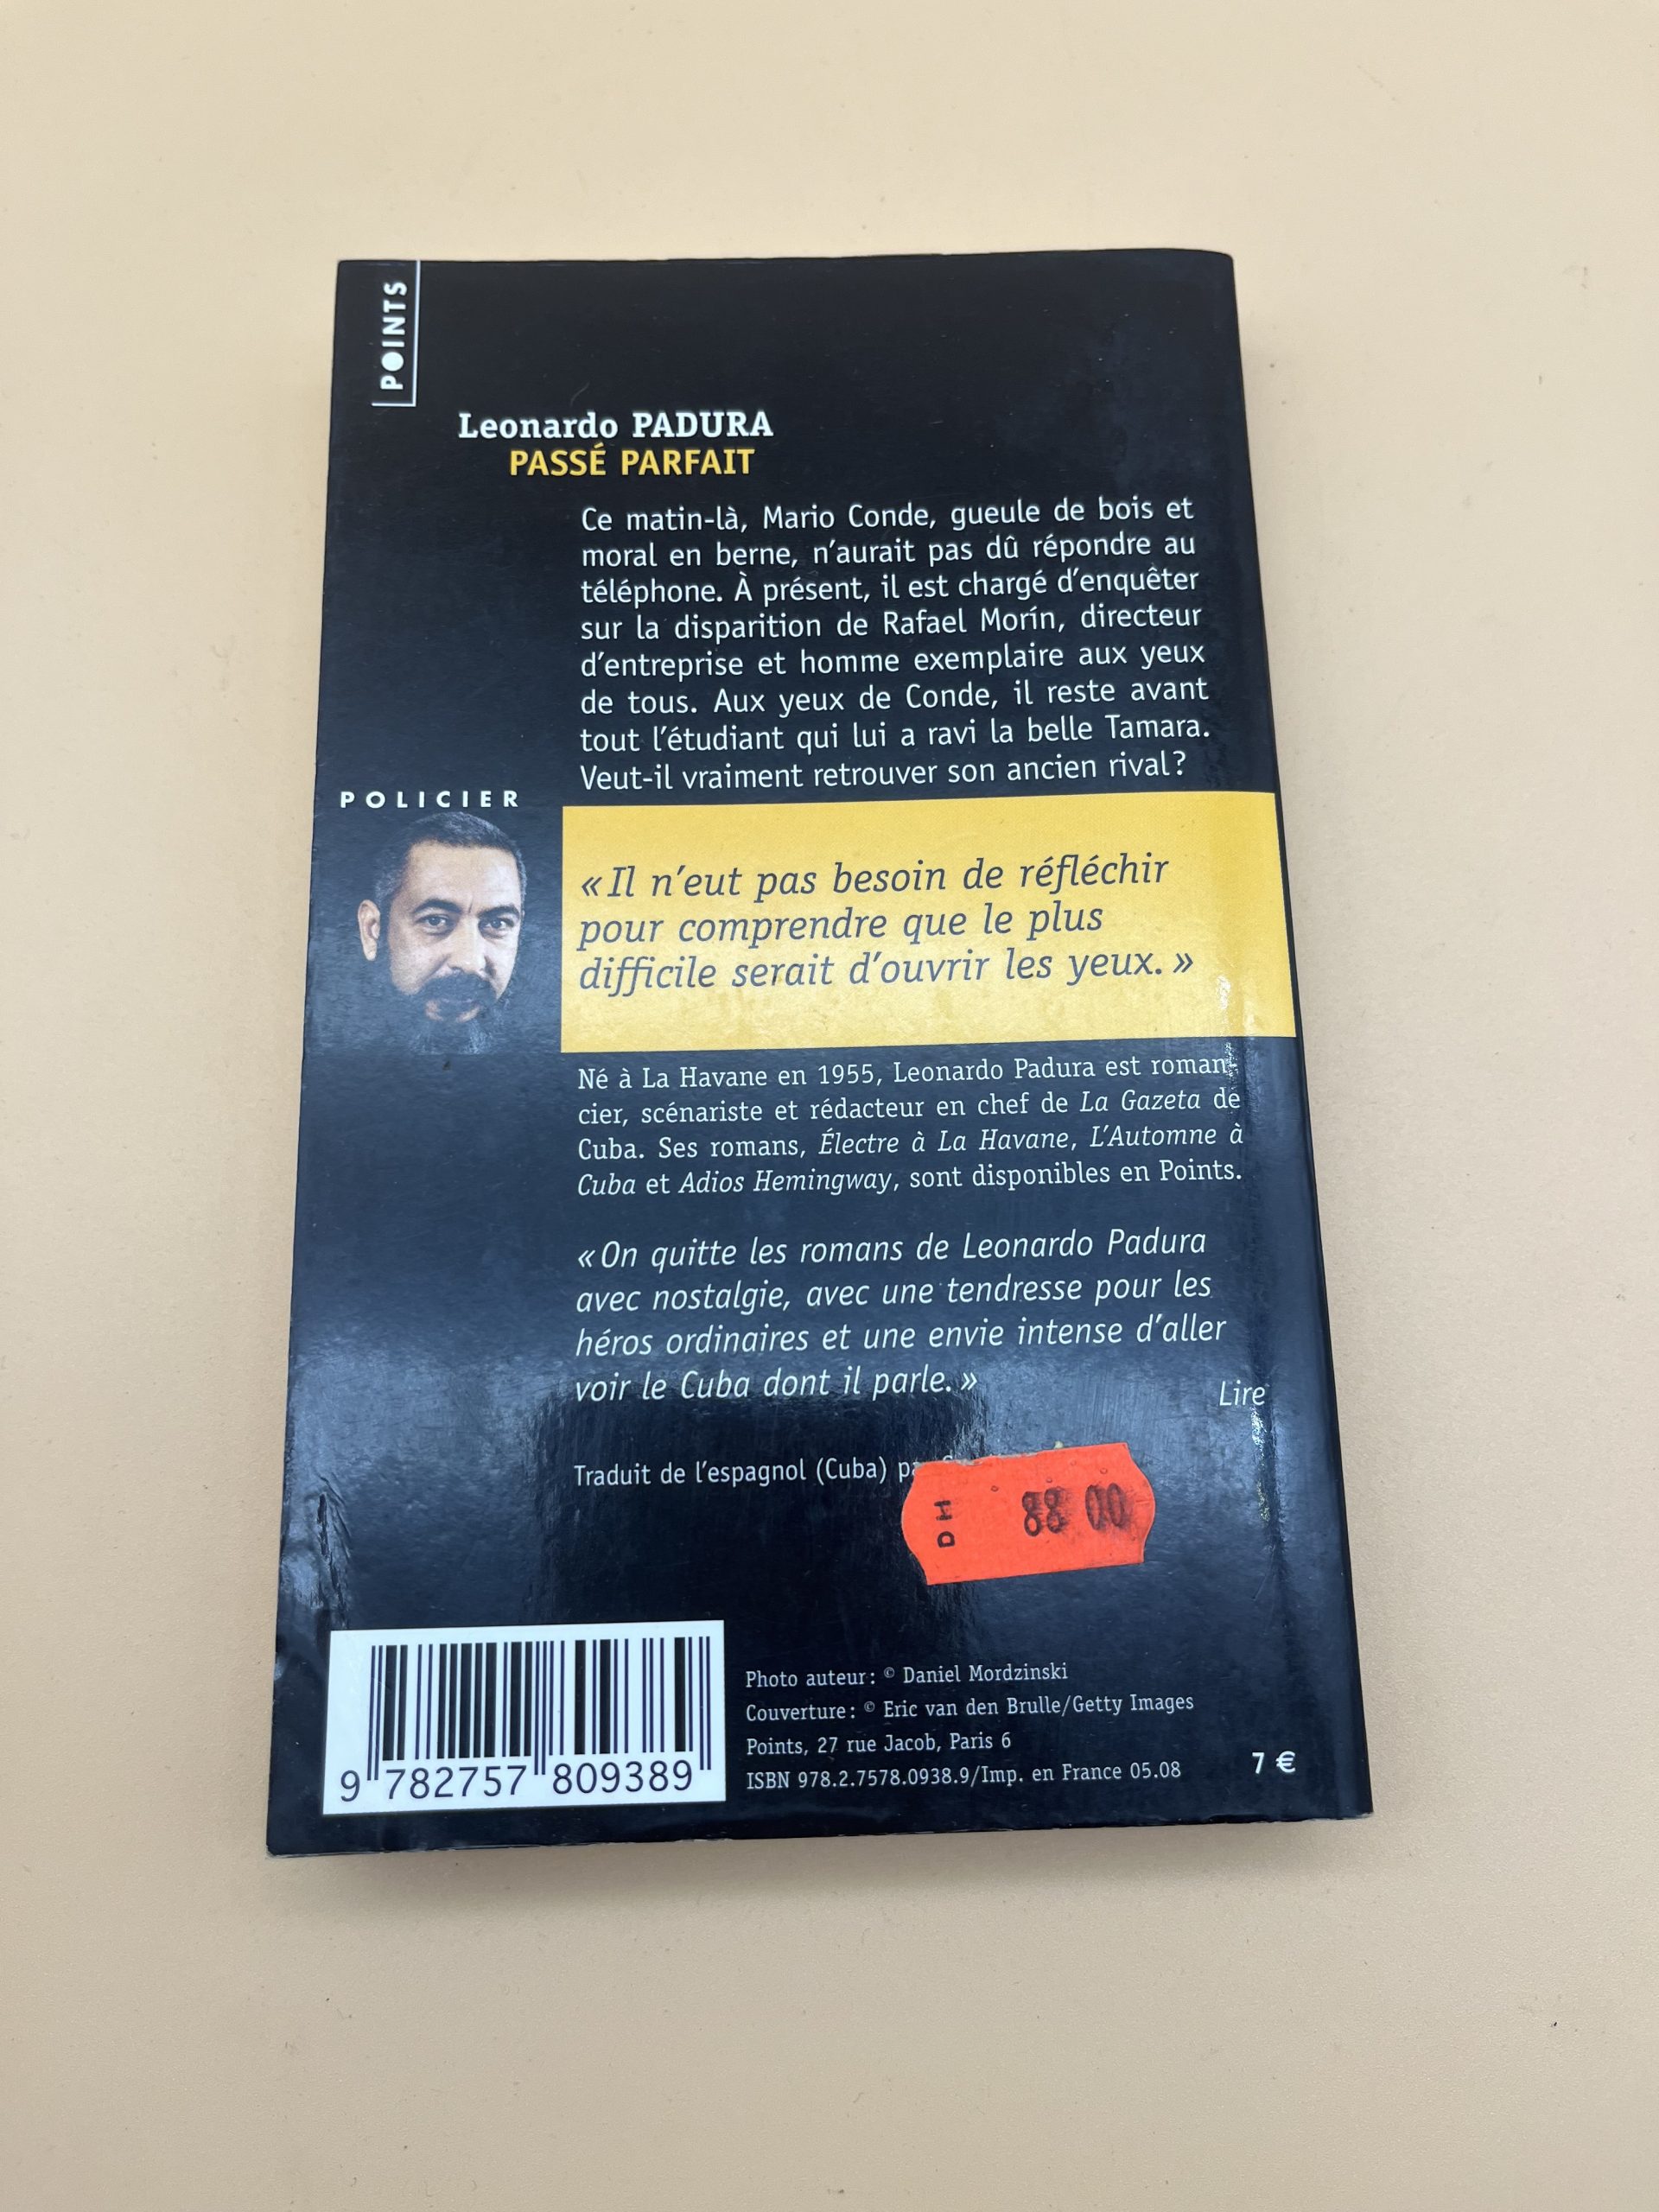 POINTS
Leonardo PADURA
PASSÉ PARFAIT
Ce matin-là, Mario Conde, gueule de bois et
moral en berne, n'aurait pas dû répondre au
téléphone. À présent, il est chargé d'enquêter
sur la disparition de Rafael Morín, directeur
d'entreprise et homme exemplaire aux yeux
de tous. Aux yeux de Conde, il reste avant
tout l'étudiant qui lui a ravi la belle Tamara.
Veut-il vraiment retrouver son ancien rival ?
POLICIER
« Il n'eut pas besoin de réfléchir
pour comprendre que le plus
difficile serait d'ouvrir les yeux. »
Né à La Havane en 1955, Leonardo Padura est roman-
cier, scénariste et rédacteur en chef de La Gazeta de
Cuba. Ses romans, Électre à La Havane, L'Automne à
Cuba et Adios Hemingway, sont disponibles en Points.
« On quitte les romans de Leonardo Padura
avec nostalgie, avec une tendresse pour les
héros ordinaires et une envie intense d'aller
voir le Cuba dont il parle. »
Lire
Traduit de l'espagnol (Cuba)
DH 88 00
9 782757 809389
Photo auteur : © Daniel Mordzinski
Couverture : © Eric van den Brulle/Getty Images
Points, 27 rue Jacob, Paris 6
ISBN 978.2.7578.0938.9/Imp. en France 05.08
7 €